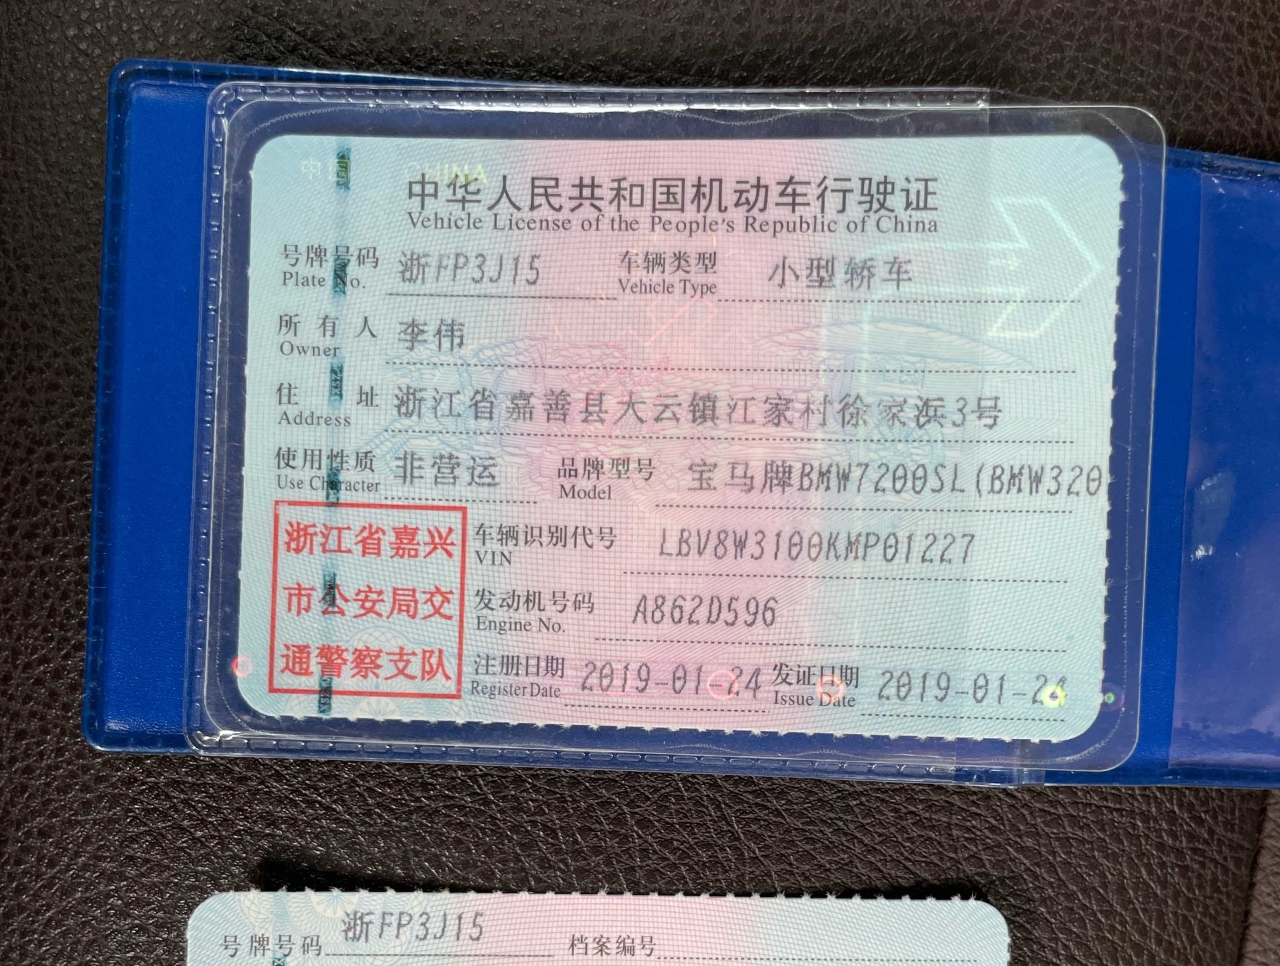 中华人民共和国机动车行驶证
Vehicle License of the People's Republic of China
号牌号码 浙FP3J15 车辆类型 小型轿车
Plate No. Vehicle Type
所有人 李伟
Owner
住址 浙江省嘉善县大云镇江家村徐家浜3号
Address
使用性质 非营运 品牌型号 宝马牌BMW7200SL(BMW320
Use Character Model
浙江省嘉兴
市公安局交
通警察支队
车辆识别代号 LBV8W3100KMP01227
VIN
发动机号码 A862D596
Engine No.
注册日期 2019-01-24 发证日期 2019-01-24
Register Date Issue Date
号牌号码 浙FP3J15 档案编号